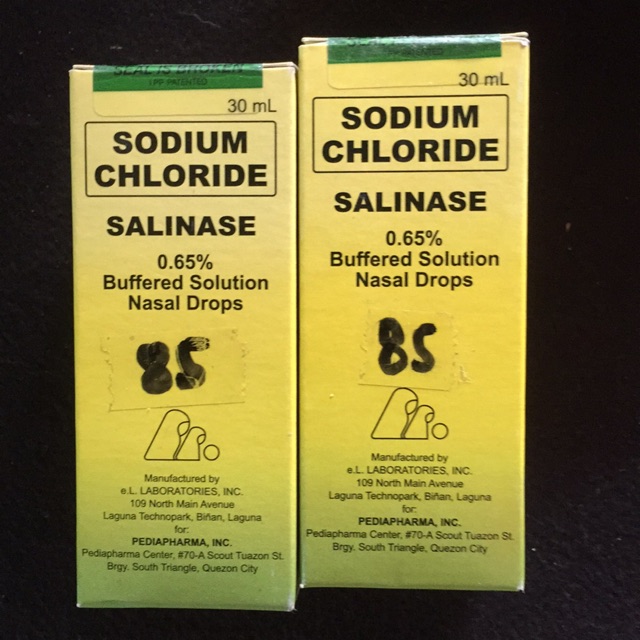 SEAL IS BROKEN
PP PATENTED
30 mL
SODIUM
CHLORIDE
SALINASE
0.65%
Buffered Solution
Nasal Drops
85
Manufactured by
e.L. LABORATORIES, INC.
109 North Main Avenue
Laguna Technopark, Biñan, Laguna
for:
PEDIAPHARMA, INC.
Pediapharma Center, #70-A Scout Tuazon St.
Brgy. South Triangle, Quezon City
30 mL
SODIUM
CHLORIDE
SALINASE
0.65%
Buffered Solution
Nasal Drops
85
Manufactured by
e.L. LABORATORIES, INC.
109 North Main Avenue
Laguna Technopark, Biñan, Laguna
for:
PEDIAPHARMA, INC.
Pediapharma Center, #70-A Scout Tuazon St.
Brgy. South Triangle, Quezon City